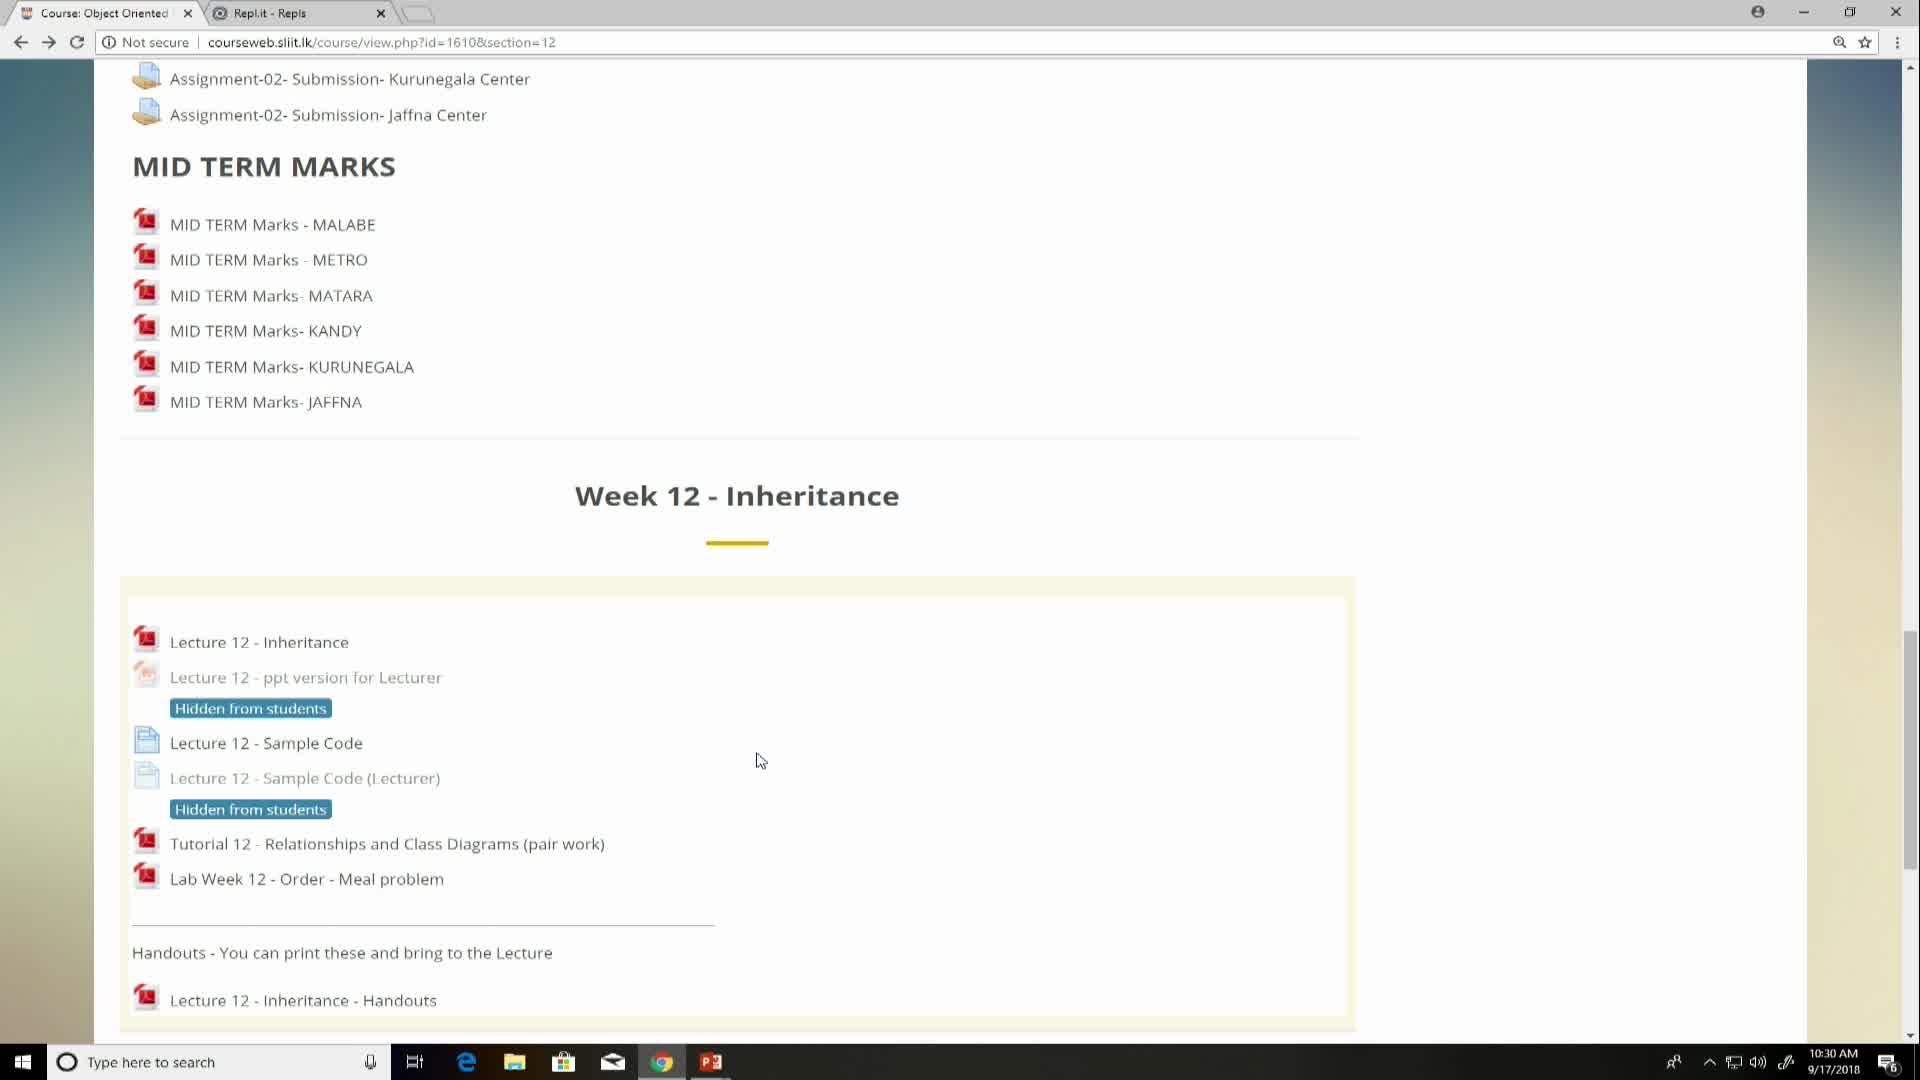 Course: Object Oriented
Repl.it - Repls
Not secure
courseweb.sliit.lk/course/view.php?id=1610&section=12
Assignment-02- Submission- Kurunegala Center
Assignment-02- Submission- Jaffna Center
MID TERM MARKS
MID TERM Marks - MALABE
MID TERM Marks - METRO
MID TERM Marks- MATARA
MID TERM Marks- KANDY
MID TERM Marks- KURUNEGALA
MID TERM Marks- JAFFNA
Week 12 - Inheritance
Lecture 12 - Inheritance
Lecture 12 - ppt version for Lecturer
Hidden from students
Lecture 12 - Sample Code
Lecture 12 - Sample Code (Lecturer)
Hidden from students
Tutorial 12 - Relationships and Class Diagrams (pair work)
Lab Week 12 - Order - Meal problem
Handouts - You can print these and bring to the Lecture
Lecture 12 - Inheritance - Handouts
Type here to search
10:30 AM
9/17/2018
6